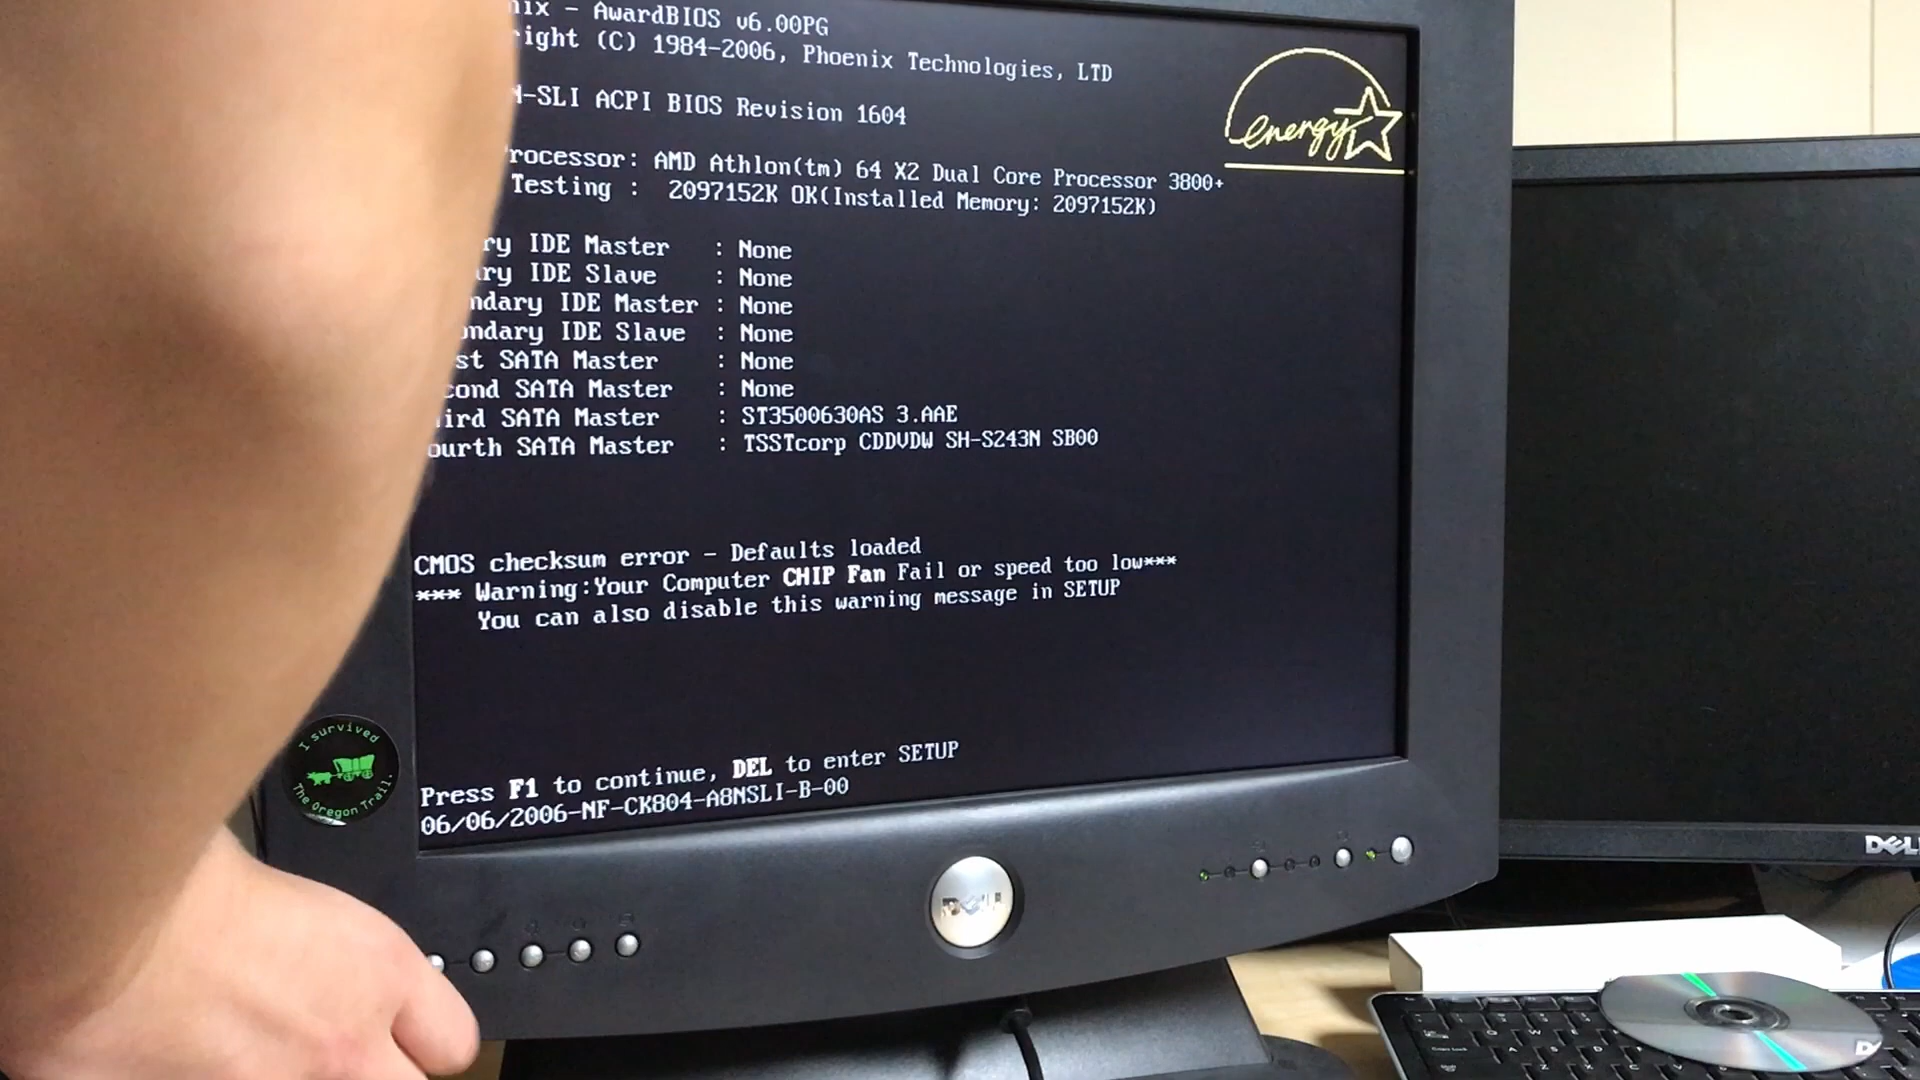 - AwardBIOS v6.00PG
(C) 1984-2006, Phoenix Technologies, LTD
-SLI ACPI BIOS Revision 1604
rocessor: AMD Athlon(tm) 64 X2 Dual Core Processor 3800+
Testing : 2097152K OK(Installed Memory: 2097152K)
ry IDE Master : None
ry IDE Slave : None
ndary IDE Master : None
ondary IDE Slave : None
st SATA Master : None
cond SATA Master : None
ird SATA Master : ST3500630AS 3.AAE
ourth SATA Master : TSSTcorp CDDVDW SH-S243N SB00
energy
CMOS checksum error - Defaults loaded
*** Warning:Your Computer CHIP Fan Fail or speed too low***
You can also disable this warning message in SETUP
Press F1 to continue, DEL to enter SETUP
06/06/2006-NF-CK804-A8NSLI-B-00
I survived
The Oregon Trail.
DELL
DELL